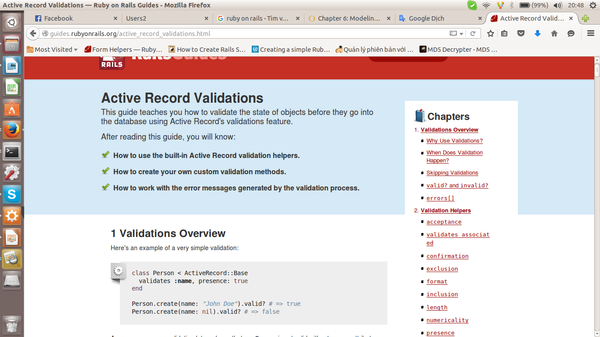 Active Record Validations — Ruby on Rails Guides - Mozilla Firefox
20:48
Facebook
Users2
ruby on rails - Tim v...
Chapter 6: Modelin...
Google Dịch
Active Record Valid...
guides.rubyonrails.org/active_record_validations.html
Most Visited
Form Helpers — Ruby...
How to Create Rails S...
Creating a simple Rub...
Quản lý phiên bản với ...
MD5 Decrypter - MD5 ...
RAILS
Active Record Validations
This guide teaches you how to validate the state of objects before they go into
the database using Active Record's validations feature.
After reading this guide, you will know:
How to use the built-in Active Record validation helpers.
How to create your own custom validation methods.
How to work with the error messages generated by the validation process.
Chapters
1. Validations Overview
Why Use Validations?
When Does Validation
Happen?
Skipping Validations
valid? and invalid?
errors[]
2. Validation Helpers
acceptance
validates_associat
ed
confirmation
exclusion
format
inclusion
length
numericality
presence
1 Validations Overview
Here's an example of a very simple validation:
class Person < ActiveRecord::Base
validates :name, presence: true
end
Person.create(name: "John Doe").valid? # => true
Person.create(name: nil).valid? # => false